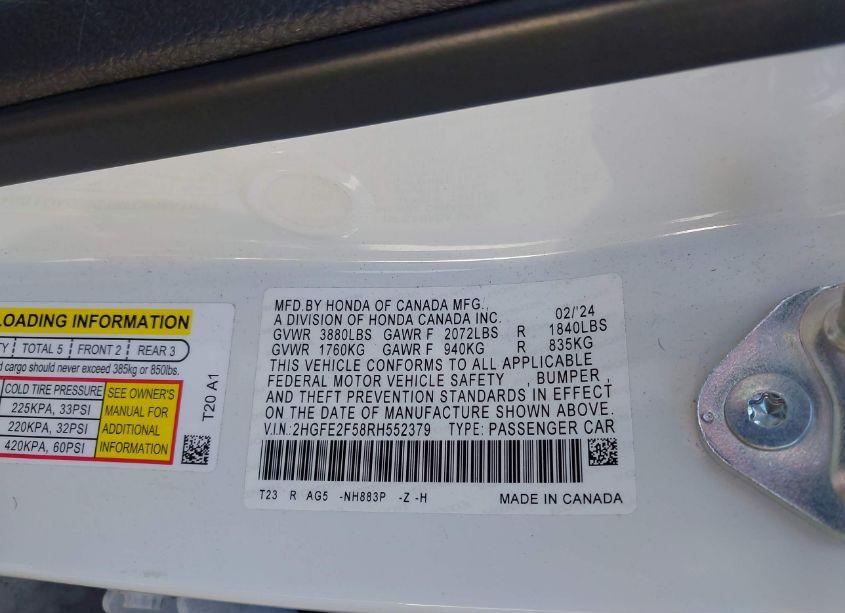 LOADING INFORMATION
TOTAL 5 FRONT 2 REAR 3
cargo should never exceed 385kg or 850lbs.
COLD TIRE PRESSURE
225KPA, 33PSI
220KPA, 32PSI
420KPA, 60PSI
SEE OWNER'S
MANUAL FOR
ADDITIONAL
INFORMATION
T20 A1
MFD.BY HONDA OF CANADA MFG.,
A DIVISION OF HONDA CANADA INC. 02/'24
GVWR 3880LBS GAWR F 2072LBS R 1840LBS
GVWR 1760KG GAWR F 940KG R 835KG
THIS VEHICLE CONFORMS TO ALL APPLICABLE
FEDERAL MOTOR VEHICLE SAFETY , BUMPER ,
AND THEFT PREVENTION STANDARDS IN EFFECT
ON THE DATE OF MANUFACTURE SHOWN ABOVE.
V.I.N.: 2HGFE2F58RH552379 TYPE: PASSENGER CAR
T23 R AG5 -NH883P -Z -H MADE IN CANADA